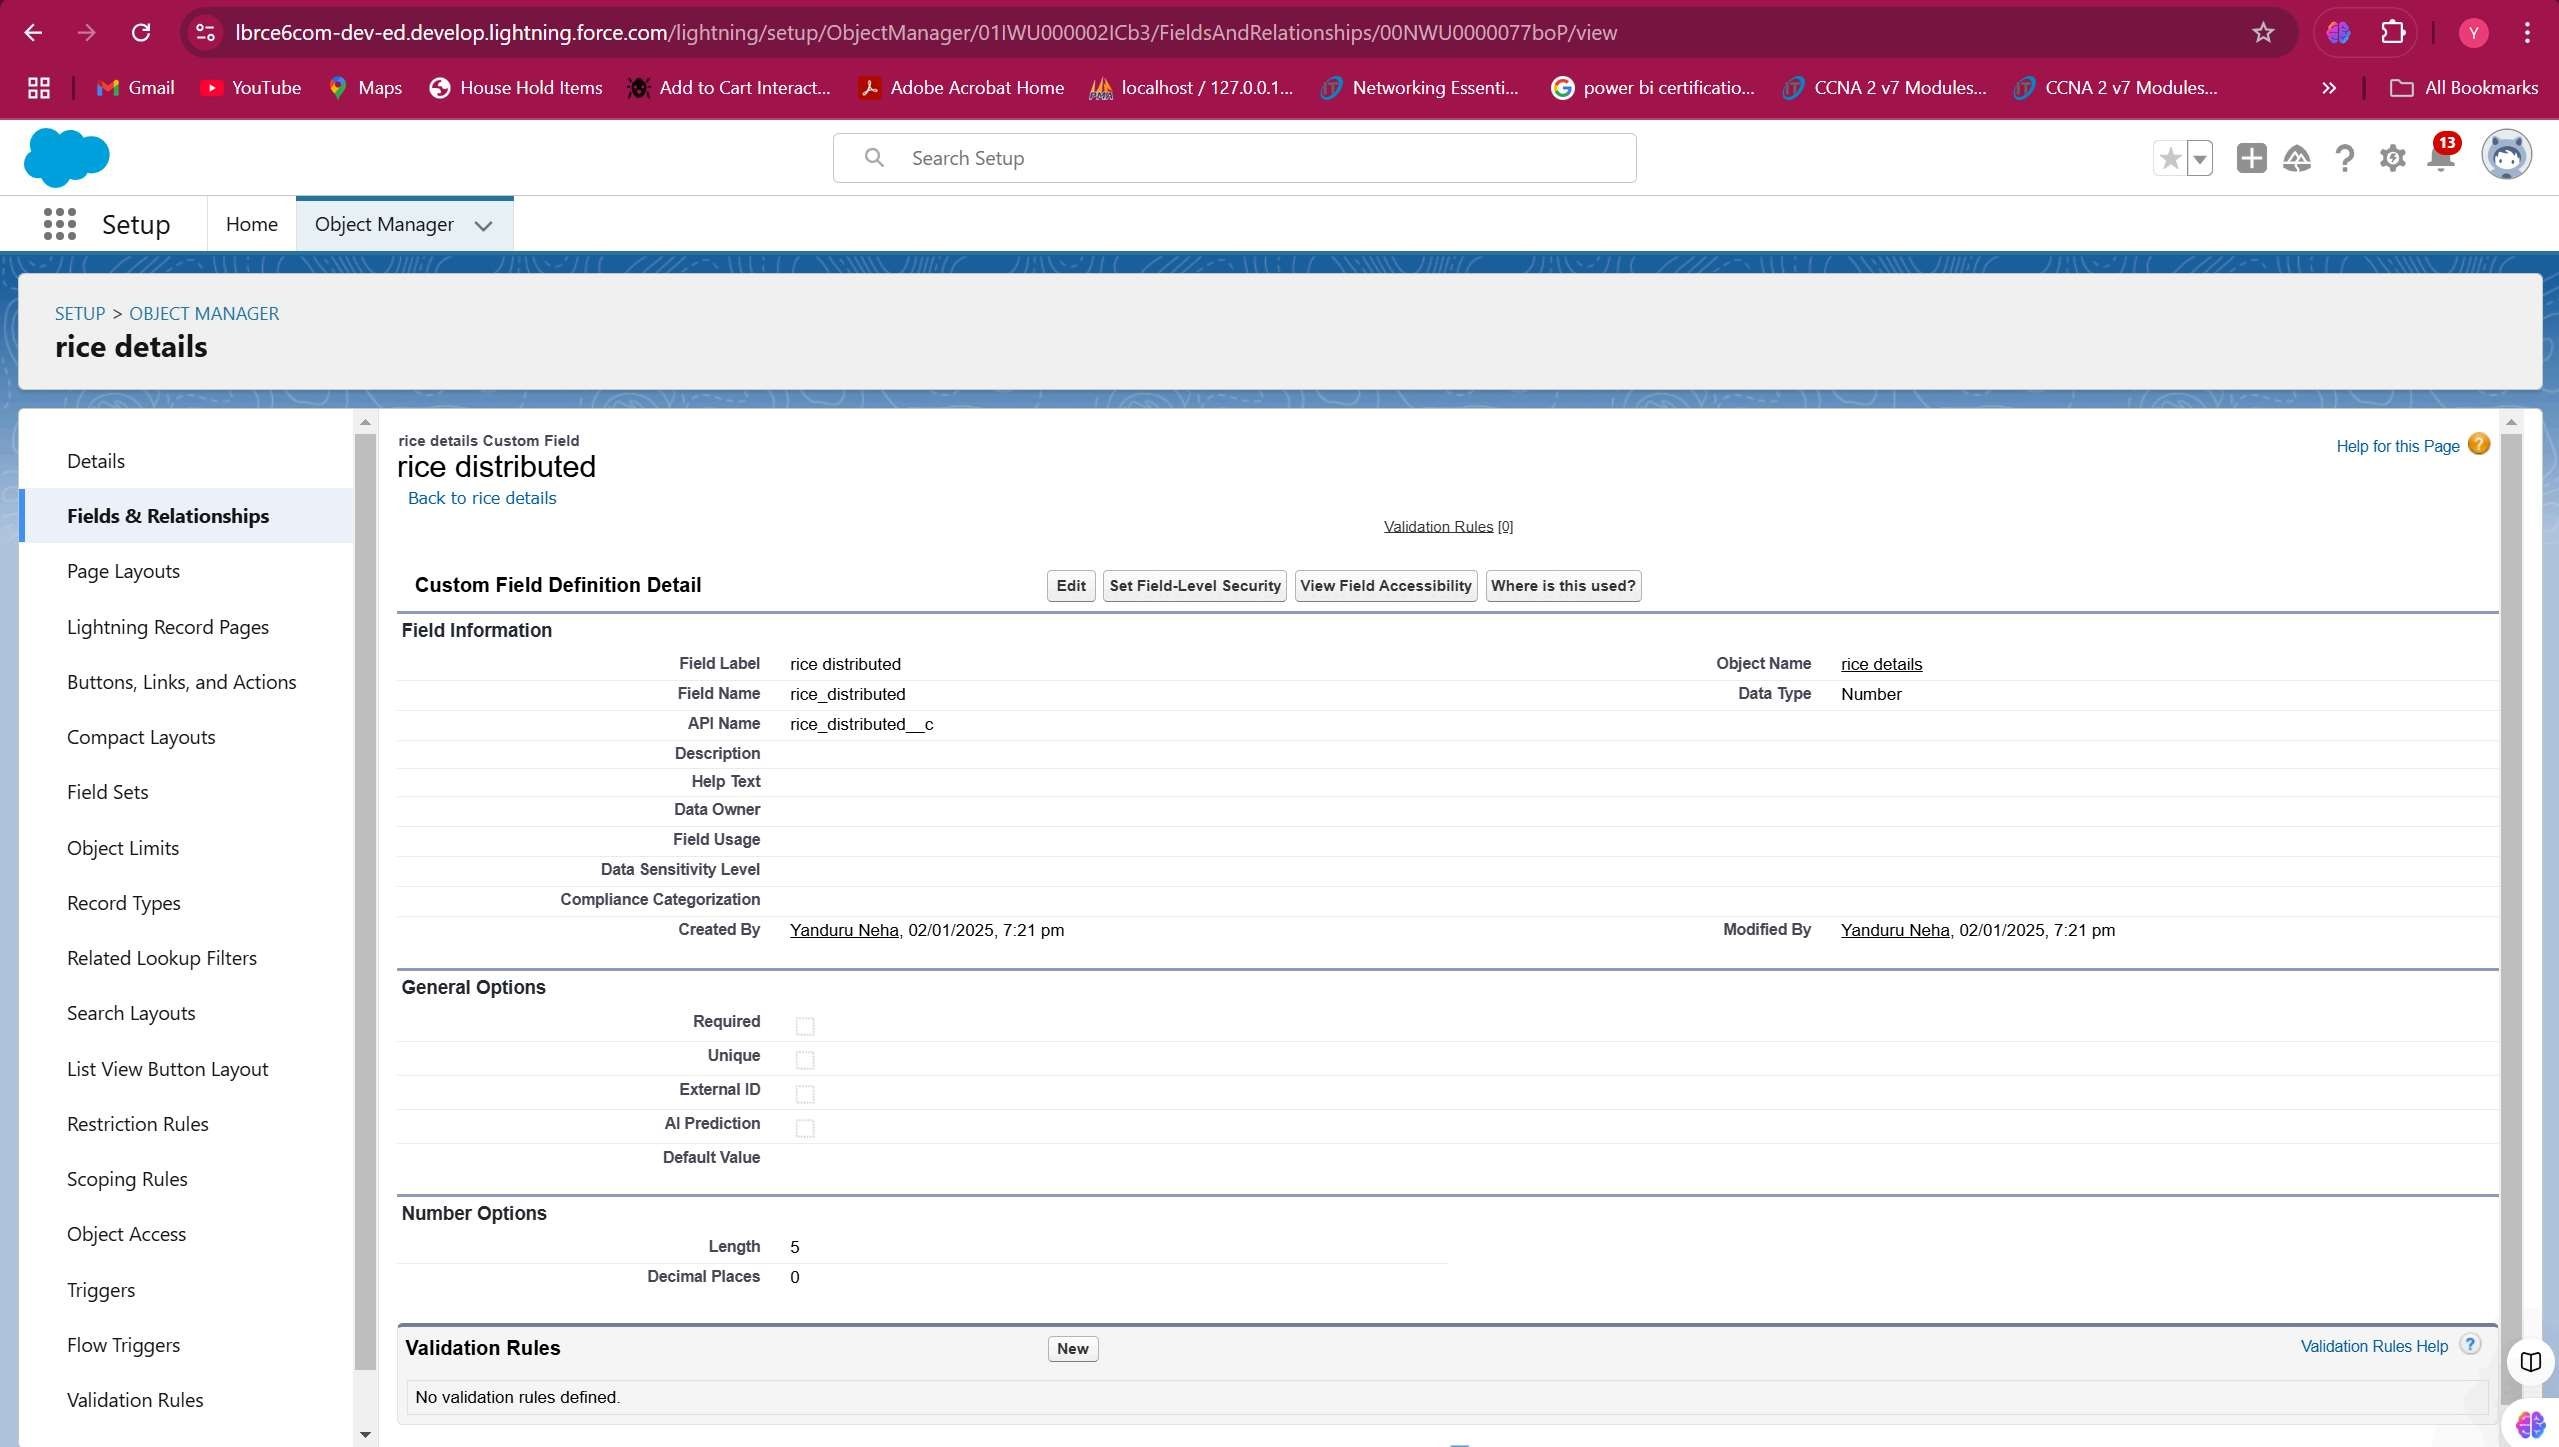 lbrce6com-dev-ed.develop.lightning.force.com/lightning/setup/ObjectManager/01IWU000002ICb3/FieldsAndRelationships/00NWU0000077boP/view
Y
Gmail
YouTube
Maps
House Hold Items
Add to Cart Interact...
Adobe Acrobat Home
localhost / 127.0.0.1...
Networking Essenti...
power bi certificatio...
CCNA 2 v7 Modules...
CCNA 2 v7 Modules...
»
All Bookmarks
Search Setup
13
Setup
Home
Object Manager
SETUP > OBJECT MANAGER
rice details
Details
Fields & Relationships
Page Layouts
Lightning Record Pages
Buttons, Links, and Actions
Compact Layouts
Field Sets
Object Limits
Record Types
Related Lookup Filters
Search Layouts
List View Button Layout
Restriction Rules
Scoping Rules
Object Access
Triggers
Flow Triggers
Validation Rules
rice details Custom Field
rice distributed
Back to rice details
Help for this Page ?
Validation Rules [0]
Custom Field Definition Detail
Edit
Set Field-Level Security
View Field Accessibility
Where is this used?
Field Information
Field Label rice distributed
Object Name rice details
Field Name rice_distributed
Data Type Number
API Name rice_distributed__c
Description
Help Text
Data Owner
Field Usage
Data Sensitivity Level
Compliance Categorization
Created By Yanduru Neha, 02/01/2025, 7:21 pm
Modified By Yanduru Neha, 02/01/2025, 7:21 pm
General Options
Required
Unique
External ID
AI Prediction
Default Value
Number Options
Length 5
Decimal Places 0
Validation Rules
New
Validation Rules Help ?
No validation rules defined.